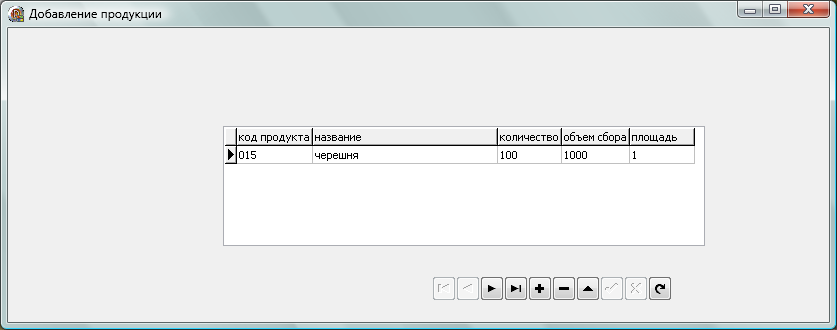 Добавление продукции
код продукта название количество объем сбора площадь
015 черешня 100 1000 1